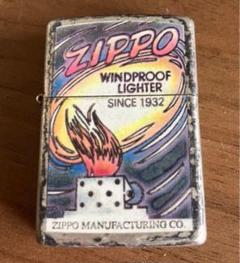 ZIPPO
WINDPROOF
LIGHTER
SINCE 1932
ZIPPO MANUFACTURING CO.